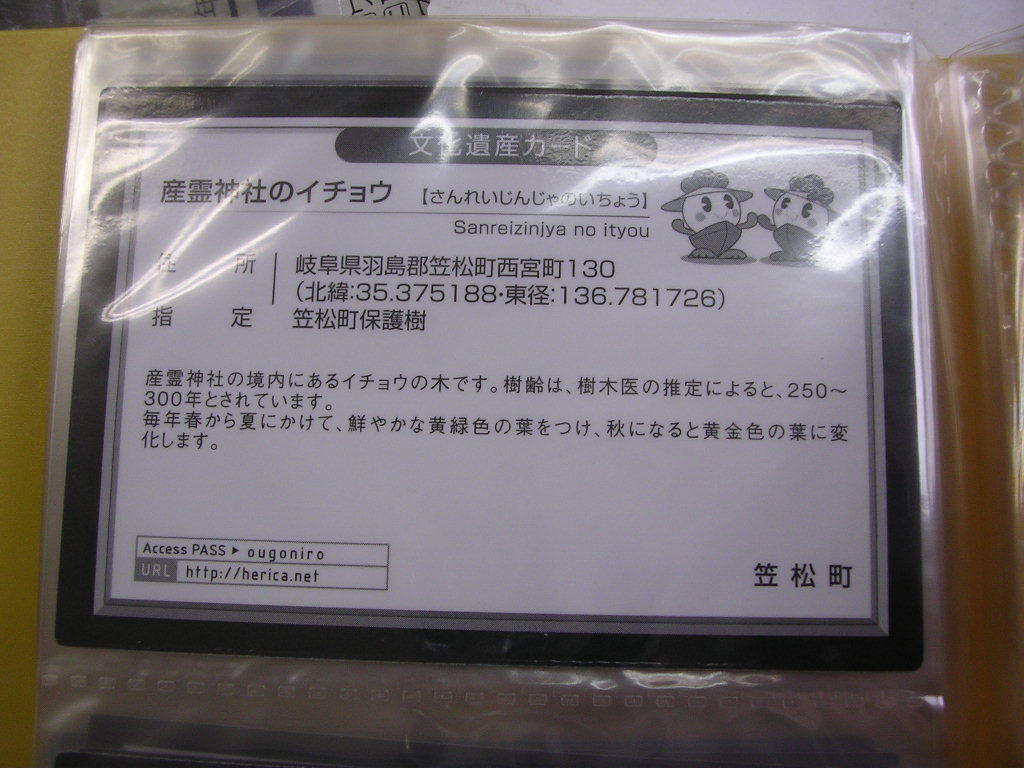 文化遺産カード
産霊神社のイチョウ 【さんれいじんじゃのいちょう】
Sanreizinjya no ityou
住所 岐阜県羽島郡笠松町西宮町130
（北緯:35.375188・東径:136.781726）
指定 笠松町保護樹
産霊神社の境内にあるイチョウの木です。樹齢は、樹木医の推定によると、250～
300年とされています。
毎年春から夏にかけて、鮮やかな黄緑色の葉をつけ、秋になると黄金色の葉に変
化します。
Access PASS ▶ ougoniro
URL http://herica.net
笠松町